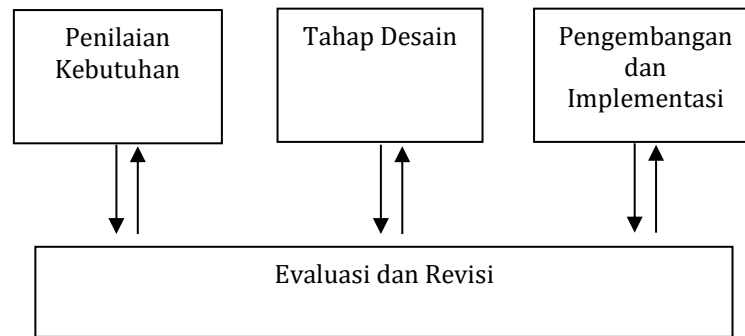 Penilaian
Kebutuhan
Tahap Desain
Pengembangan
dan
Implementasi
Evaluasi dan Revisi